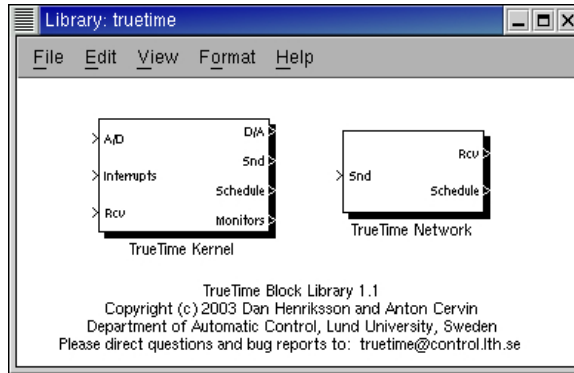 Library: truetime
File Edit View Format Help
A/D
Interrupts
Rcv
D/A
Snd
Schedule
Monitors
TrueTime Kernel
Snd
Rcv
Schedule
TrueTime Network
TrueTime Block Library 1.1
Copyright (c) 2003 Dan Henriksson and Anton Cervin
Department of Automatic Control, Lund University, Sweden
Please direct questions and bug reports to: truetime@control.lth.se